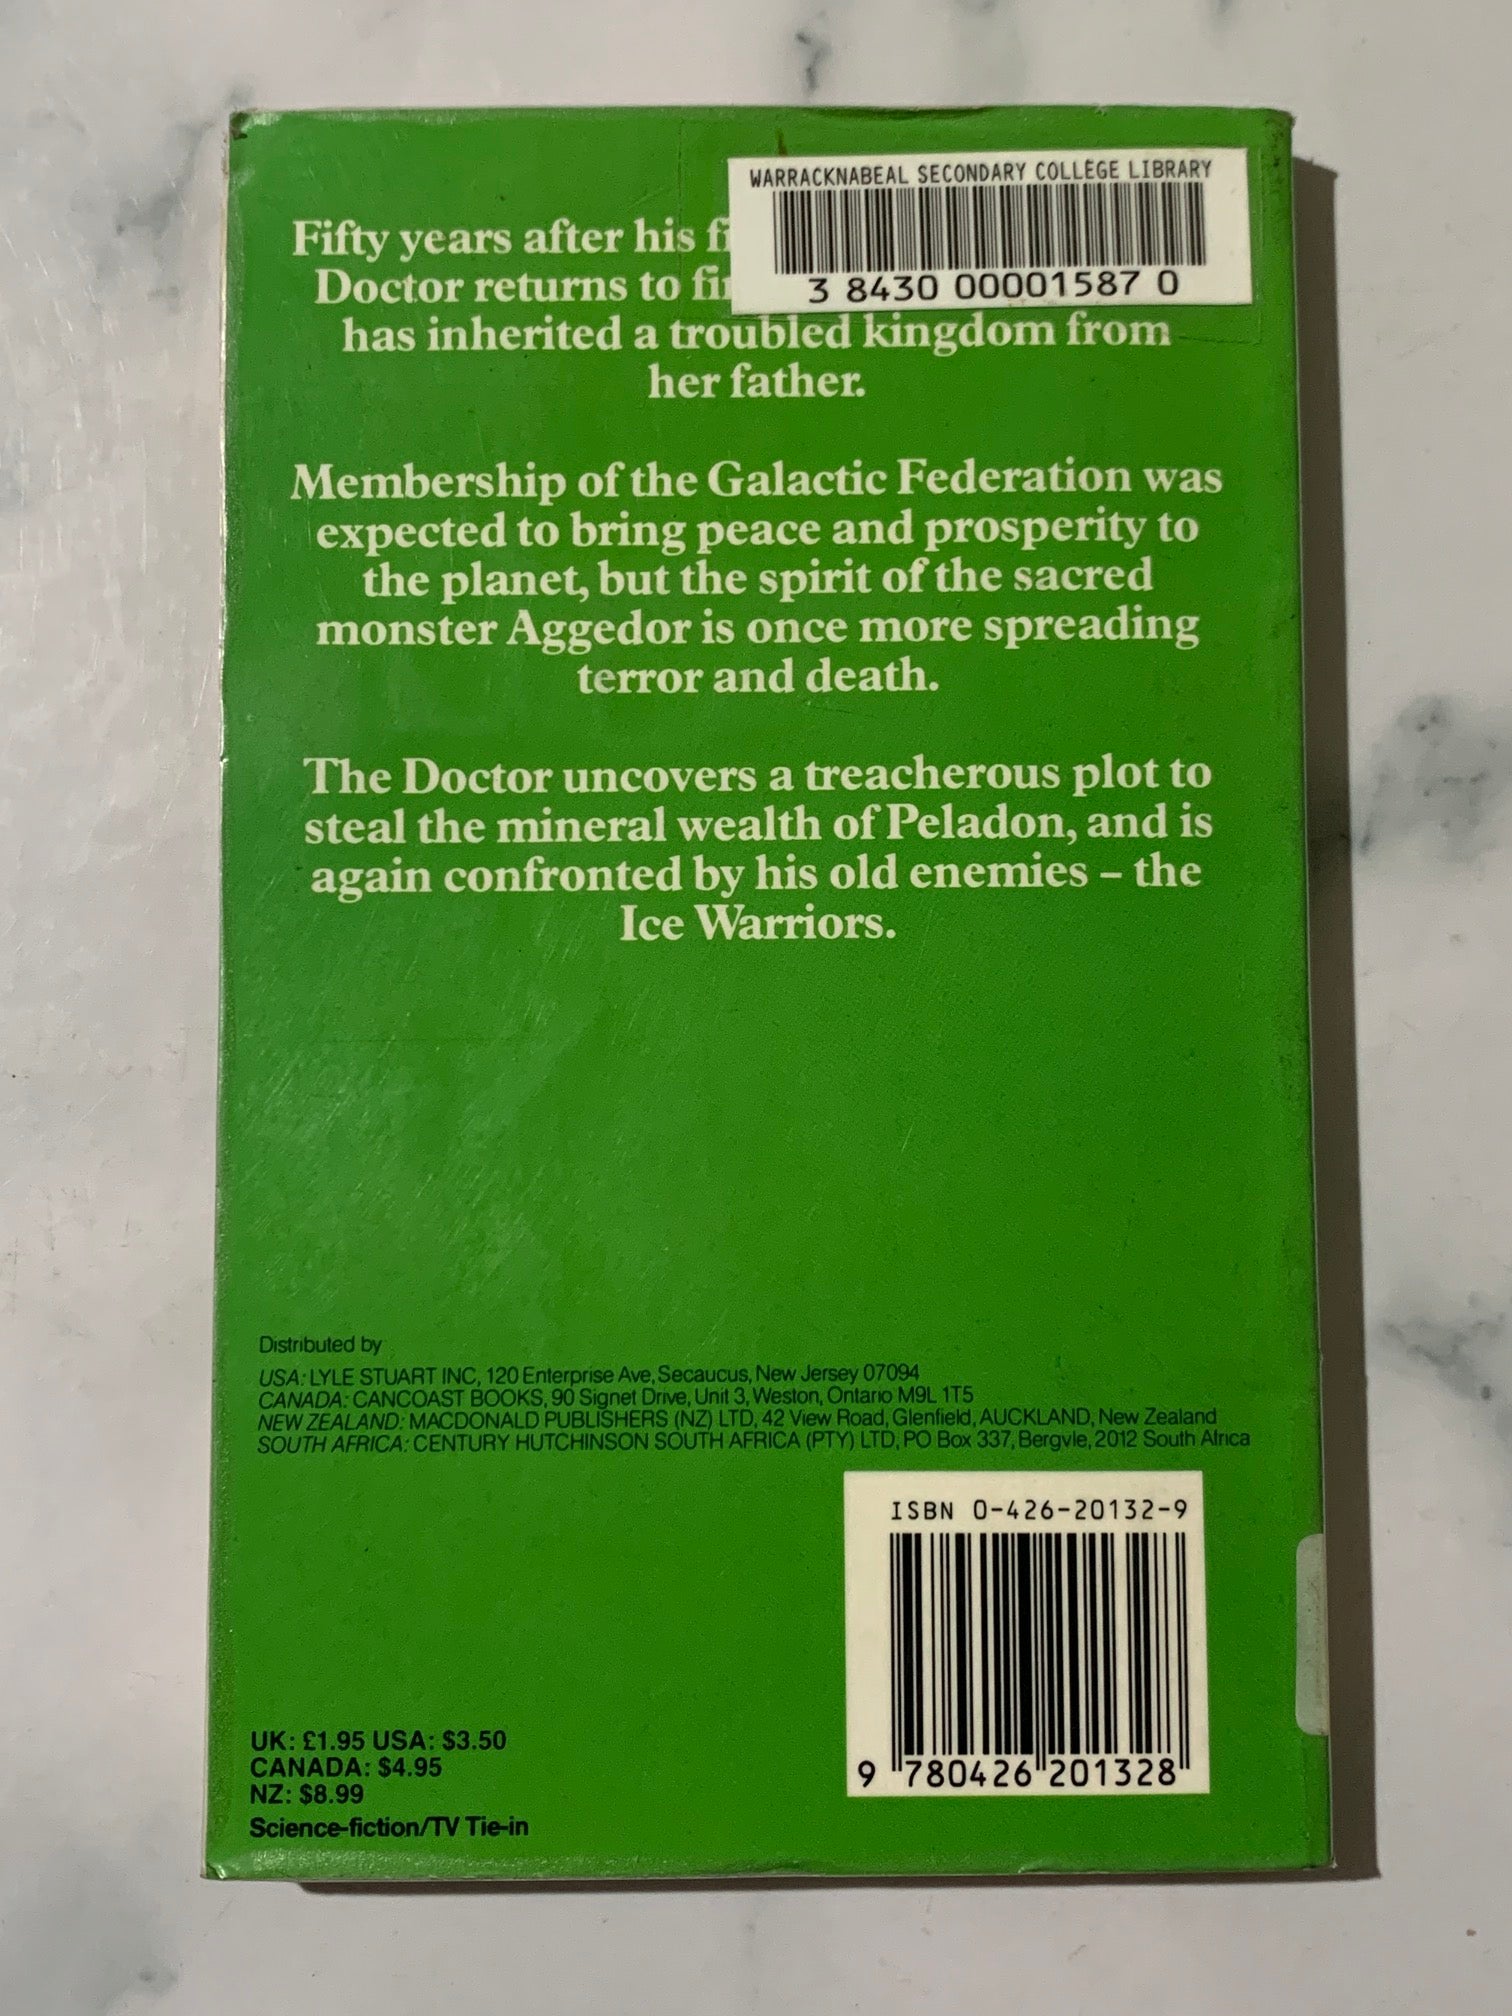 WARRACKNABEAL SECONDARY COLLEGE LIBRARY
3 8430 00001587 0
Fifty years after his
Doctor returns to
has inherited a troubled kingdom from
her father.
Membership of the Galactic Federation was
expected to bring peace and prosperity to
the planet, but the spirit of the sacred
monster Aggedor is once more spreading
terror and death.
The Doctor uncovers a treacherous plot to
steal the mineral wealth of Peladon, and is
again confronted by his old enemies – the
Ice Warriors.
Distributed by
USA: LYLE STUART INC, 120 Enterprise Ave, Secaucus, New Jersey 07094
CANADA: CANCOAST BOOKS, 90 Signet Drive, Unit 3, Weston, Ontario M9L 1T5
NEW ZEALAND: MACDONALD PUBLISHERS (NZ) LTD, 42 View Road, Glenfield, AUCKLAND, New Zealand
SOUTH AFRICA: CENTURY HUTCHINSON SOUTH AFRICA (PTY) LTD, PO Box 337, Bergvle, 2012 South Africa
ISBN 0-426-20132-9
9 780426 201328
UK: £1.95 USA: $3.50
CANADA: $4.95
NZ: $8.99
Science-fiction/TV Tie-in